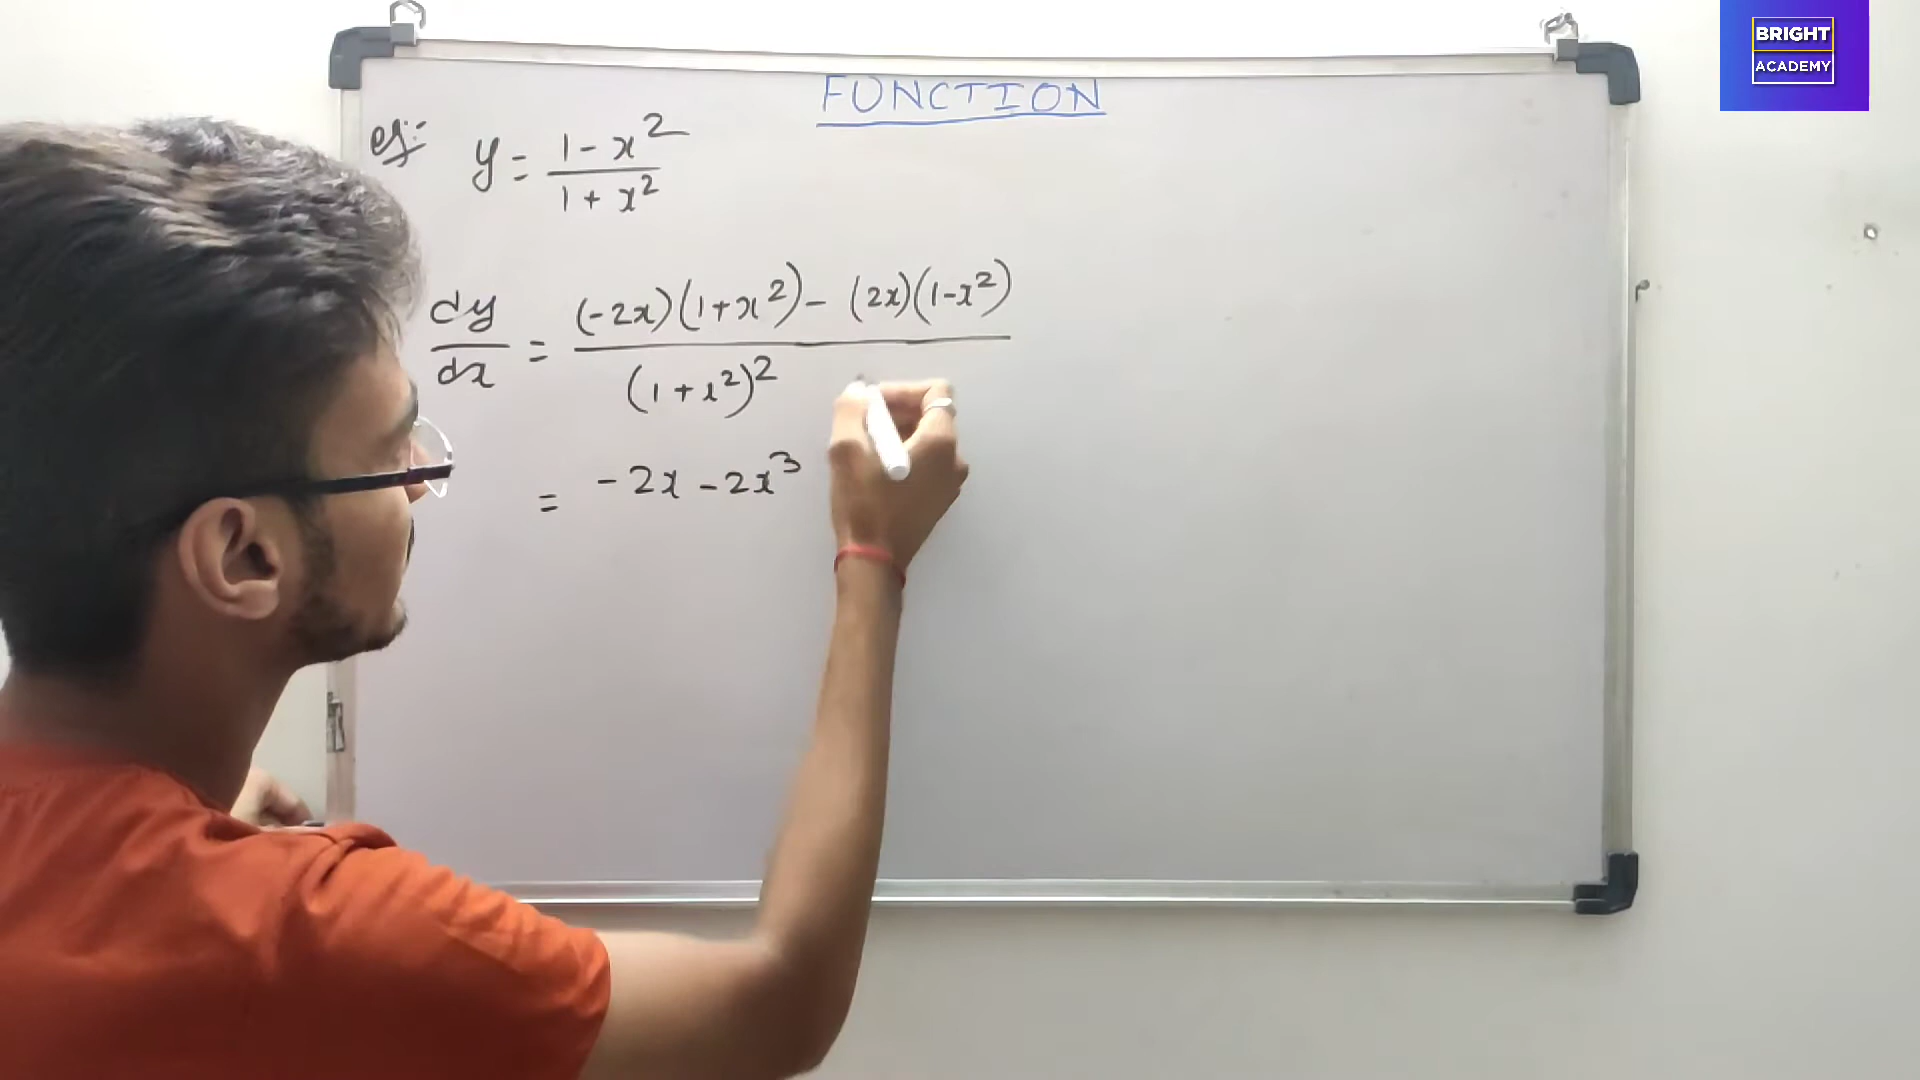 BRIGHT
ACADEMY
FUNCTION
eg:- y = (1 - x²)/(1 + x²)
dy/dx = ((-2x)(1+x²) - (2x)(1-x²))/(1+x²)²
= -2x - 2x³